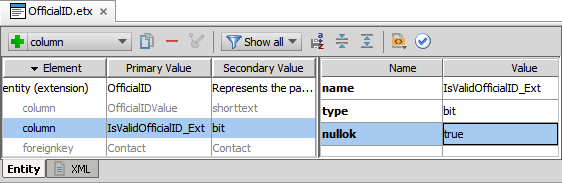 OfficialID.etx
column
Show all
Element Primary Value Secondary Value
entity (extension) OfficialID Represents the pa...
column OfficialIDValue shorttext
column IsValidOfficialID_Ext bit
foreignkey Contact Contact
Name Value
name IsValidOfficialID_Ext
type bit
nullok true
Entity XML